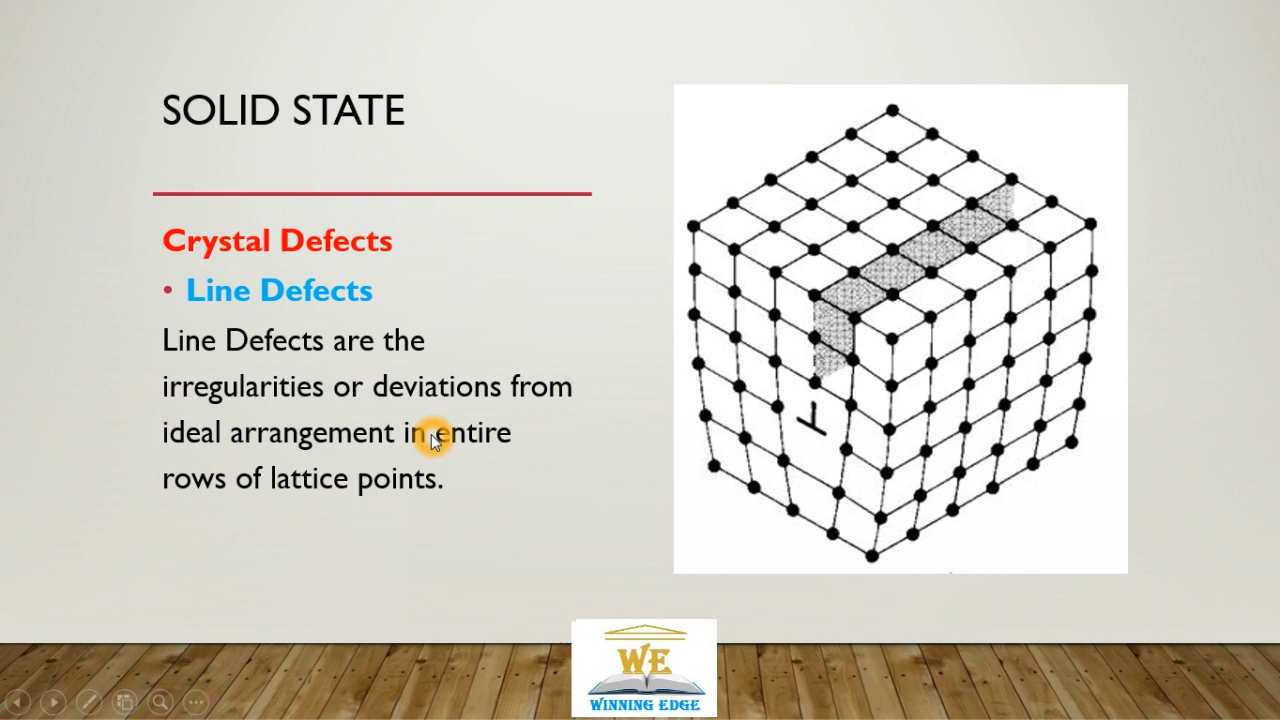 SOLID STATE
Crystal Defects
• Line Defects
Line Defects are the
irregularities or deviations from
ideal arrangement in entire
rows of lattice points.
WE
WINNING EDGE